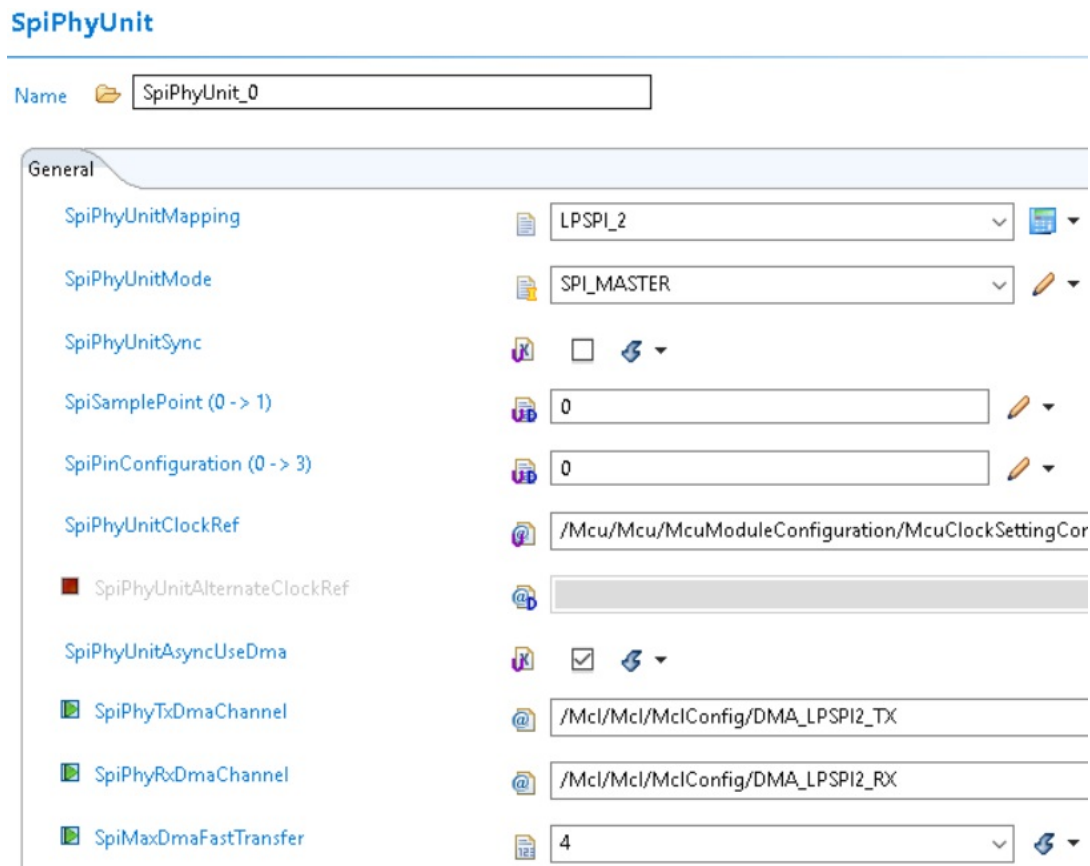 SpiPhyUnit
Name SpiPhyUnit_0
General
SpiPhyUnitMapping LPSPI_2
SpiPhyUnitMode SPI_MASTER
SpiPhyUnitSync
SpiSamplePoint (0 -> 1) 0
SpiPinConfiguration (0 -> 3) 0
SpiPhyUnitClockRef /Mcu/Mcu/McuModuleConfiguration/McuClockSettingCor
SpiPhyUnitAlternateClockRef
SpiPhyUnitAsyncUseDma
SpiPhyTxDmaChannel /Mcl/Mcl/MclConfig/DMA_LPSPI2_TX
SpiPhyRxDmaChannel /Mcl/Mcl/MclConfig/DMA_LPSPI2_RX
SpiMaxDmaFastTransfer 4